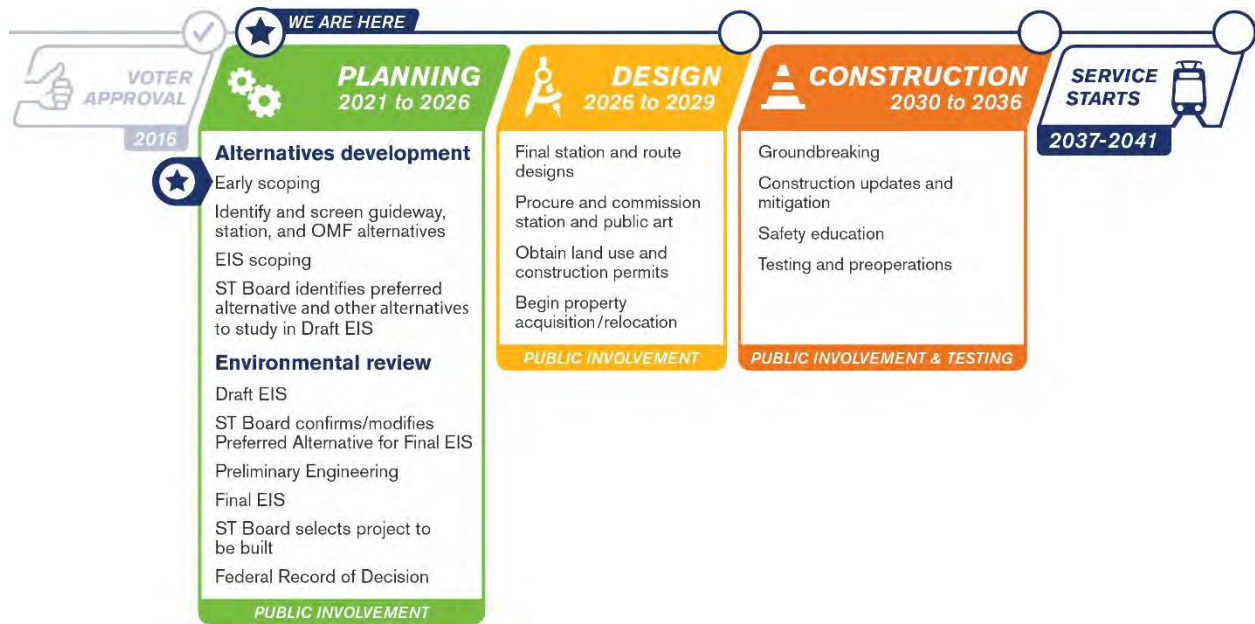 WE ARE HERE
VOTER
APPROVAL
2016
PLANNING
2021 to 2026
Alternatives development
Early scoping
Identify and screen guideway,
station, and OMF alternatives
EIS scoping
ST Board identifies preferred
alternative and other alternatives
to study in Draft EIS
Environmental review
Draft EIS
ST Board confirms/modifies
Preferred Alternative for Final EIS
Preliminary Engineering
Final EIS
ST Board selects project to
be built
Federal Record of Decision
PUBLIC INVOLVEMENT
DESIGN
2026 to 2029
Final station and route
designs
Procure and commission
station and public art
Obtain land use and
construction permits
Begin property
acquisition/relocation
PUBLIC INVOLVEMENT
CONSTRUCTION
2030 to 2036
Groundbreaking
Construction updates and
mitigation
Safety education
Testing and preoperations
PUBLIC INVOLVEMENT & TESTING
SERVICE
STARTS
2037-2041